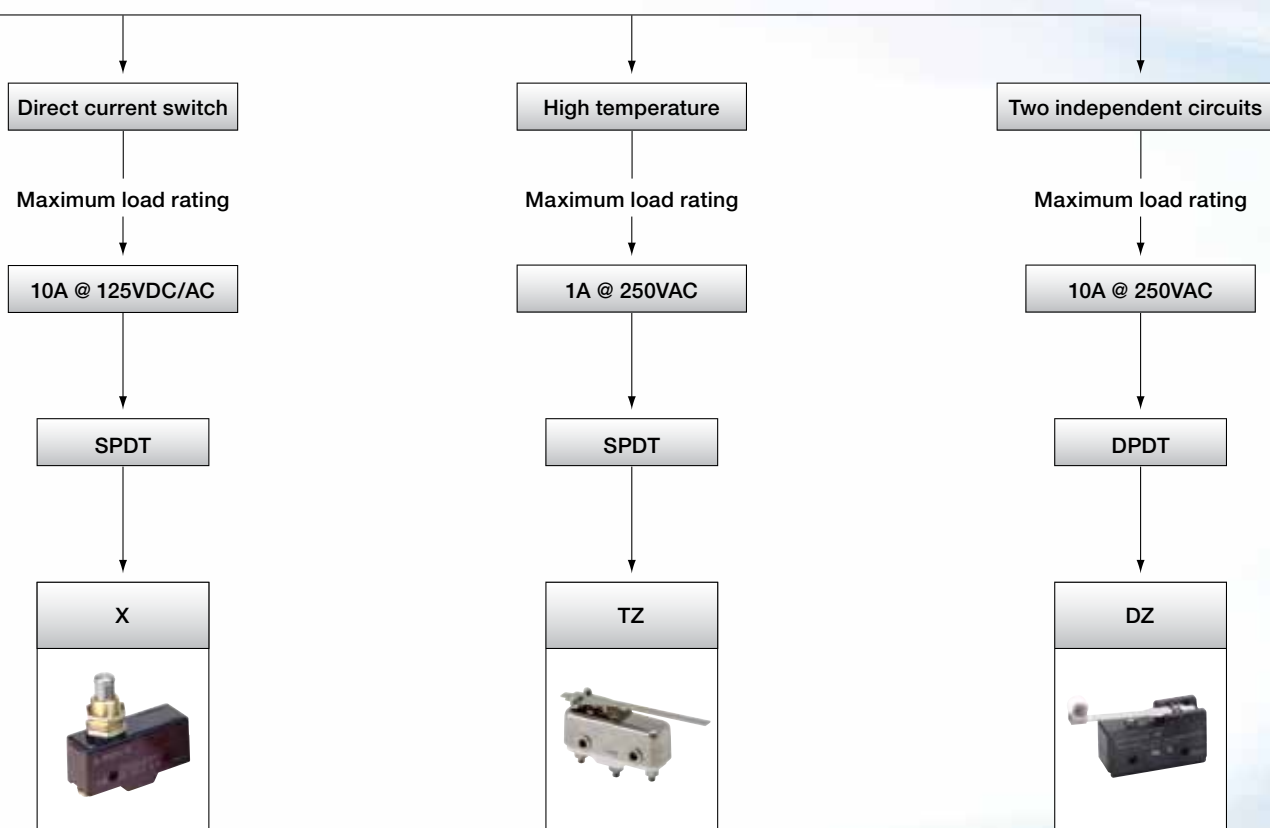 Direct current switch
High temperature
Two independent circuits
Maximum load rating
Maximum load rating
Maximum load rating
10A @ 125VDC/AC
1A @ 250VAC
10A @ 250VAC
SPDT
SPDT
DPDT
X
TZ
DZ